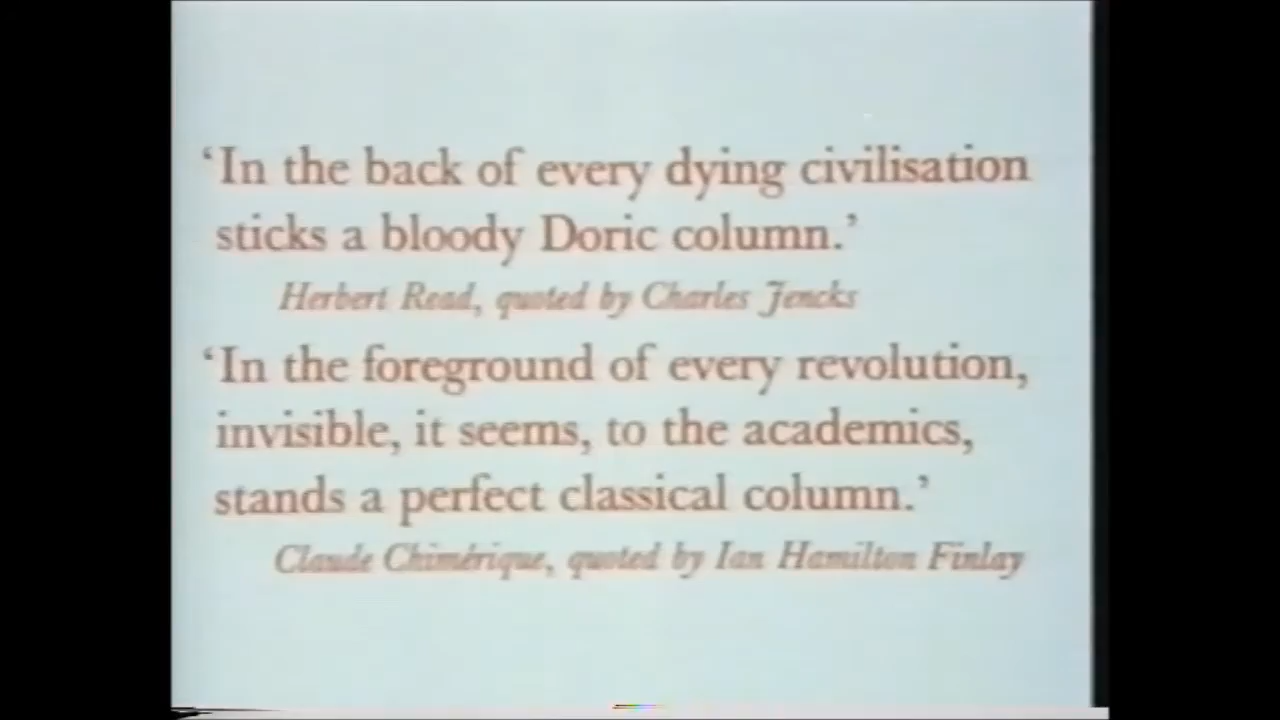 ‘In the back of every dying civilisation
sticks a bloody Doric column.’
Herbert Read, quoted by Charles Jencks
‘In the foreground of every revolution,
invisible, it seems, to the academics,
stands a perfect classical column.’
Claude Chimérique, quoted by Ian Hamilton Finlay